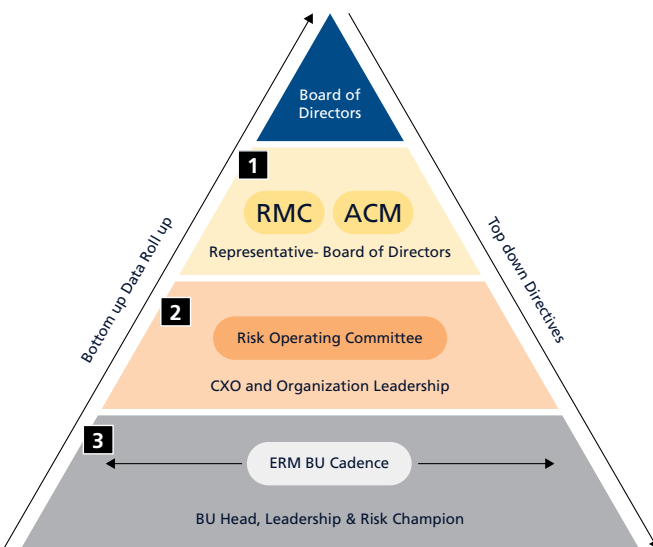 Board of
Directors
1
RMC
ACM
Representative- Board of Directors
Bottom up Data Roll up
Top down Directives
2
Risk Operating Committee
CXO and Organization Leadership
3
ERM BU Cadence
BU Head, Leadership & Risk Champion